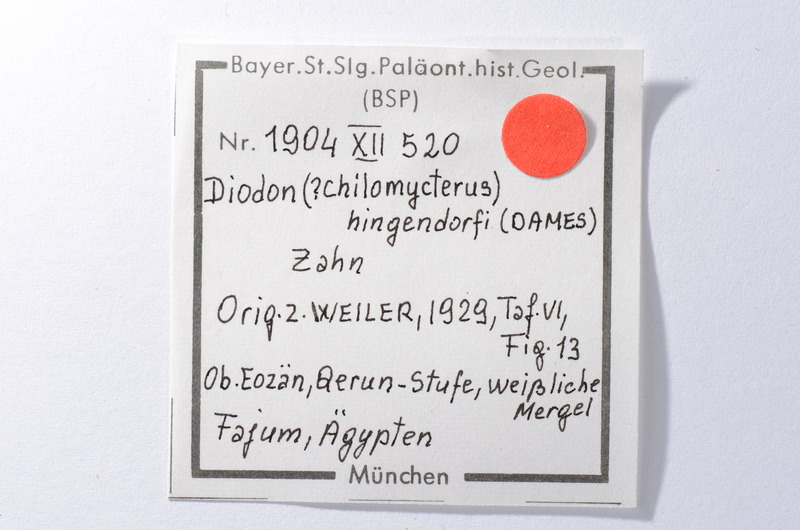 Bayer.St.Slg.Paläont.hist.Geol.
(BSP)
Nr. 1904 XII 520
Diodon (?Chilomycterus)
hingendorfi (DAMES)
Zahn
Orig.z.WEILER, 1929, Taf.VI,
Fig.13
Ob.Eozän, Qerun-Stufe, weißliche
Mergel
Fajum, Ägypten
München